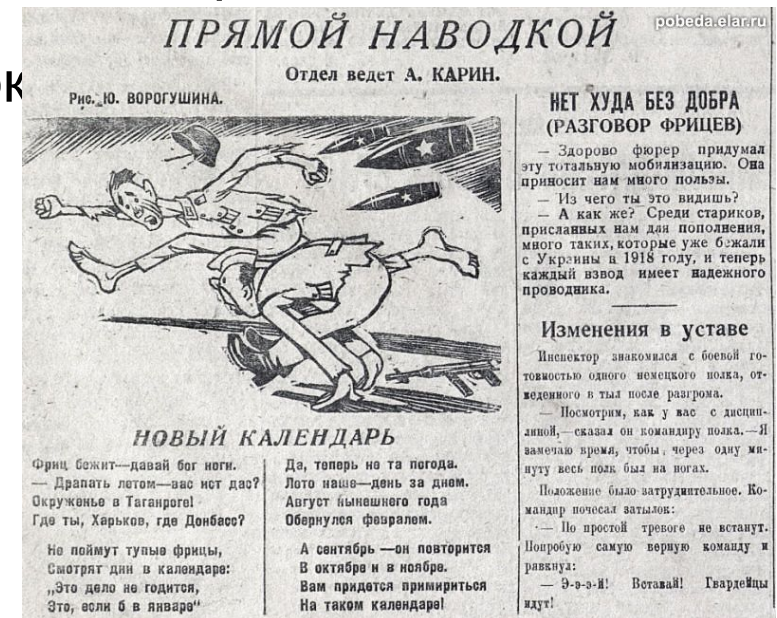 pobeda.elar.ru
ок
ПРЯМОЙ НАВОДКОЙ
Отдел ведет А. КАРИН.
Рис. Ю. ВОРОГУШИНА.
НОВЫЙ КАЛЕНДАРЬ
Фриц бежит—давай бог ноги.
— Драпать летом—вас ист дас?
Окруженье в Таганроге!
Где ты, Харьков, где Донбасс?
Не поймут тупые фрицы,
Смотрят дни в календаре:
„Это дело не годится,
Это, если б в январе"
Да, теперь не та погода.
Лето наше—день за днем.
Август нынешнего года
Обернулся февралем.
А сентябрь —он повторится
В октябре и в ноябре.
Вам придется примириться
На таком календаре!
НЕТ ХУДА БЕЗ ДОБРА
(РАЗГОВОР ФРИЦЕВ)
— Здорово фюрер придумал
эту тотальную мобилизацию. Она
приносит нам много пользы.
— Из чего ты это видишь?
— А как же? Среди стариков,
присланных нам для пополнения,
много таких, которые уже бежали
с Украины в 1918 году, и теперь
каждый взвод имеет надежного
проводника.
Изменения в уставе
Инспектор знакомился с боевой го-
товностью одного немецкого полка, от-
веденного в тыл после разгрома.
— Посмотрим, как у вас с дисцип-
линой,—сказал он командиру полка.—Я
замечаю время, чтобы, через одну ми-
нуту весь полк был на ногах.
Положение было затруднительное. Ко-
мандир почесал затылок:
— По простой тревоге не встанут.
Попробую самую верную команду и
рявкнул:
— Э-э-э-й! Вставай! Гвардейцы
идут!